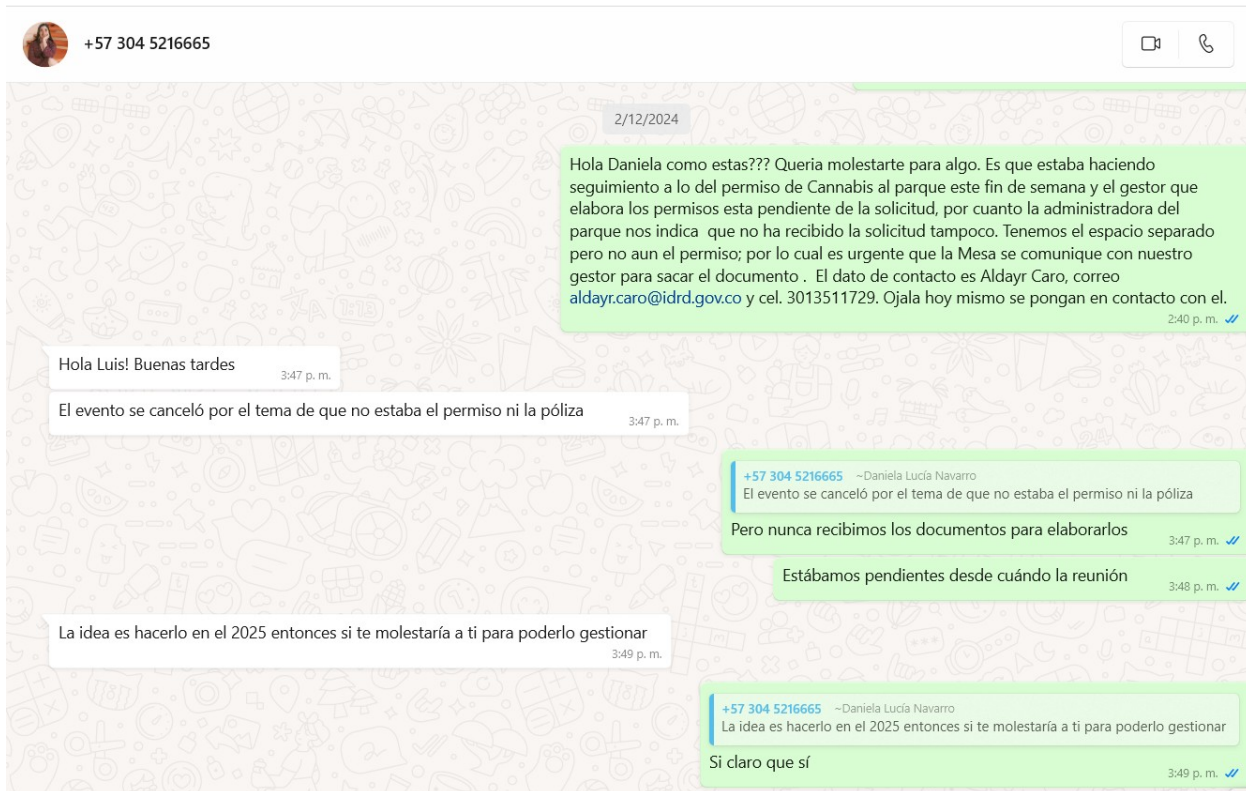 +57 304 5216665
2/12/2024
Hola Daniela como estas??? Queria molestarte para algo. Es que estaba haciendo
seguimiento a lo del permiso de Cannabis al parque este fin de semana y el gestor que
elabora los permisos esta pendiente de la solicitud, por cuanto la administradora del
parque nos indica  que no ha recibido la solicitud tampoco. Tenemos el espacio separado
pero no aun el permiso; por lo cual es urgente que la Mesa se comunique con nuestro
gestor para sacar el documento .  El dato de contacto es Aldayr Caro, correo
aldayr.caro@idrd.gov.co y cel. 3013511729. Ojala hoy mismo se pongan en contacto con el.
2:40 p. m.
Hola Luis! Buenas tardes
3:47 p. m.
El evento se canceló por el tema de que no estaba el permiso ni la póliza
3:47 p. m.
+57 304 5216665 ~Daniela Lucía Navarro
El evento se canceló por el tema de que no estaba el permiso ni la póliza
Pero nunca recibimos los documentos para elaborarlos
3:47 p. m.
Estábamos pendientes desde cuándo la reunión
3:48 p. m.
La idea es hacerlo en el 2025 entonces si te molestaría a ti para poderlo gestionar
3:49 p. m.
+57 304 5216665 ~Daniela Lucía Navarro
La idea es hacerlo en el 2025 entonces si te molestaría a ti para poderlo gestionar
Si claro que sí
3:49 p. m.